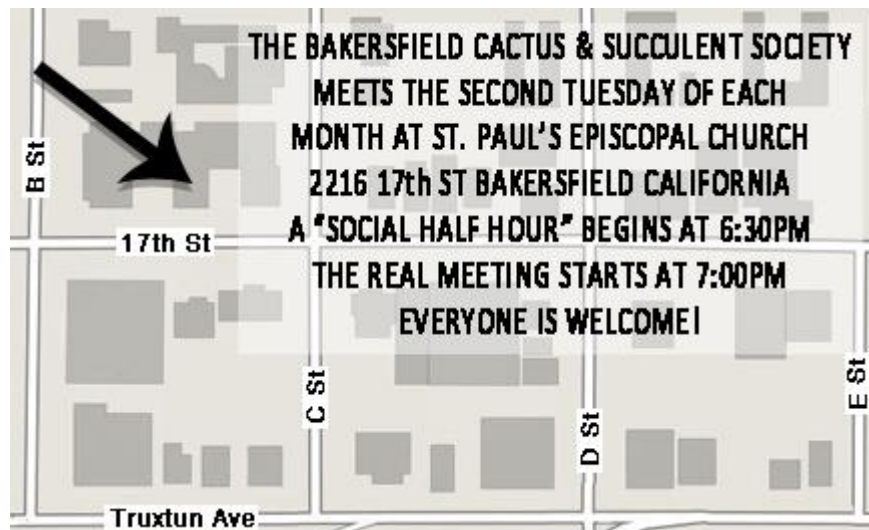 THE BAKERSFIELD CACTUS & SUCCULENT SOCIETY
MEETS THE SECOND TUESDAY OF EACH
MONTH AT ST. PAUL'S EPISCOPAL CHURCH
2216 17th ST BAKERSFIELD CALIFORNIA
A "SOCIAL HALF HOUR" BEGINS AT 6:30PM
THE REAL MEETING STARTS AT 7:00PM
EVERYONE IS WELCOME!
B St
17th St
C St
D St
E St
Truxtun Ave